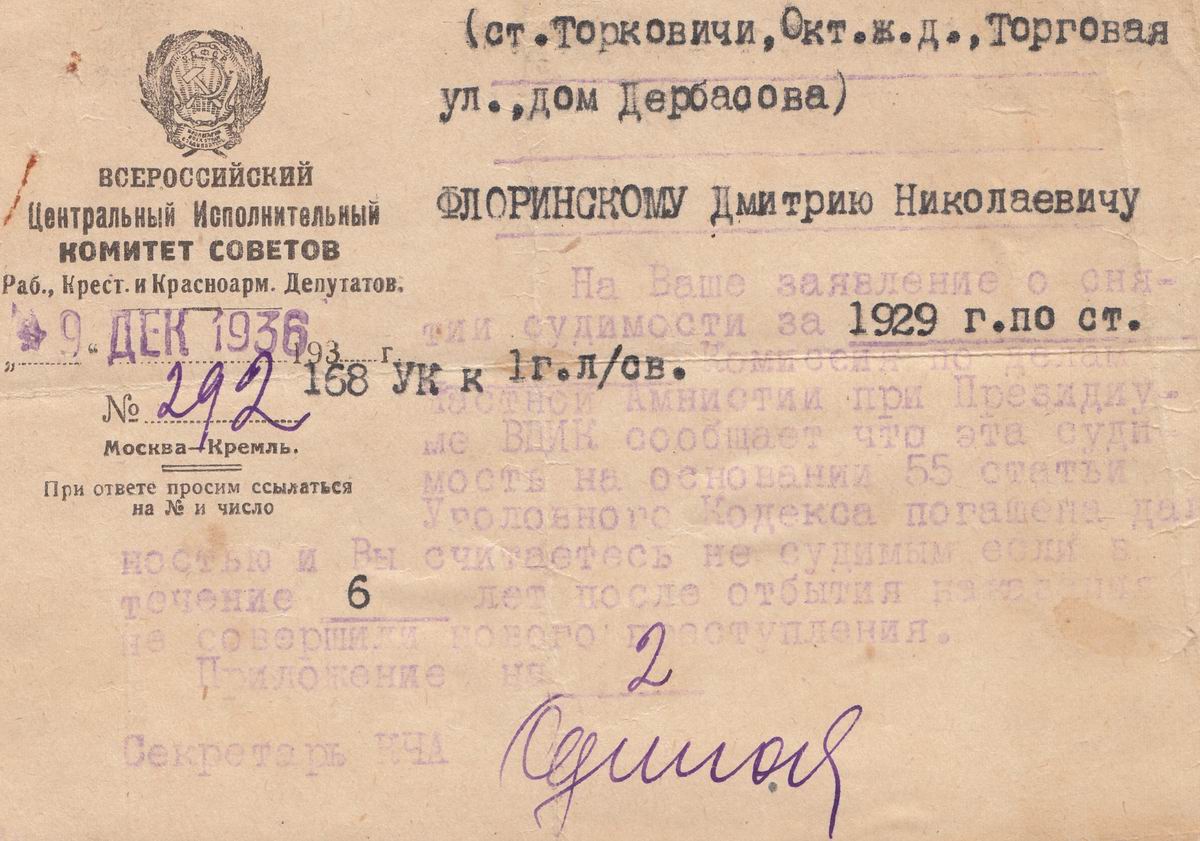 (ст.Торковичи,Окт.ж.д.,Торговая
ул.,дом Дербасова)
ФЛОРИНСКОМУ Дмитрию Николаевичу
РСФСР
ВСЕРОССИЙСКИЙ
Центральный Исполнительный
КОМИТЕТ СОВЕТОВ
Раб., Крест. и Красноарм. Депутатов.
„ 9 “ ДЕК 1936 193 г.
№ 292
Москва—Кремль.
При ответе просим ссылаться
на № и число
На Ваше заявление о сня-
тии судимости за 1929 г.по ст.
168 УК к 1г.л/св.
Комиссия по делам
частной Амнистии при Президиу-
ме ВЦИК сообщает что эта суди
мость на основании 55 статьи
Уголовного Кодекса погашена дав
ностью и Вы считаетесь не судимым если в
течение 6 лет после отбытия наказания
не совершили нового преступления.
Приложение на 2
Секретарь КЧА